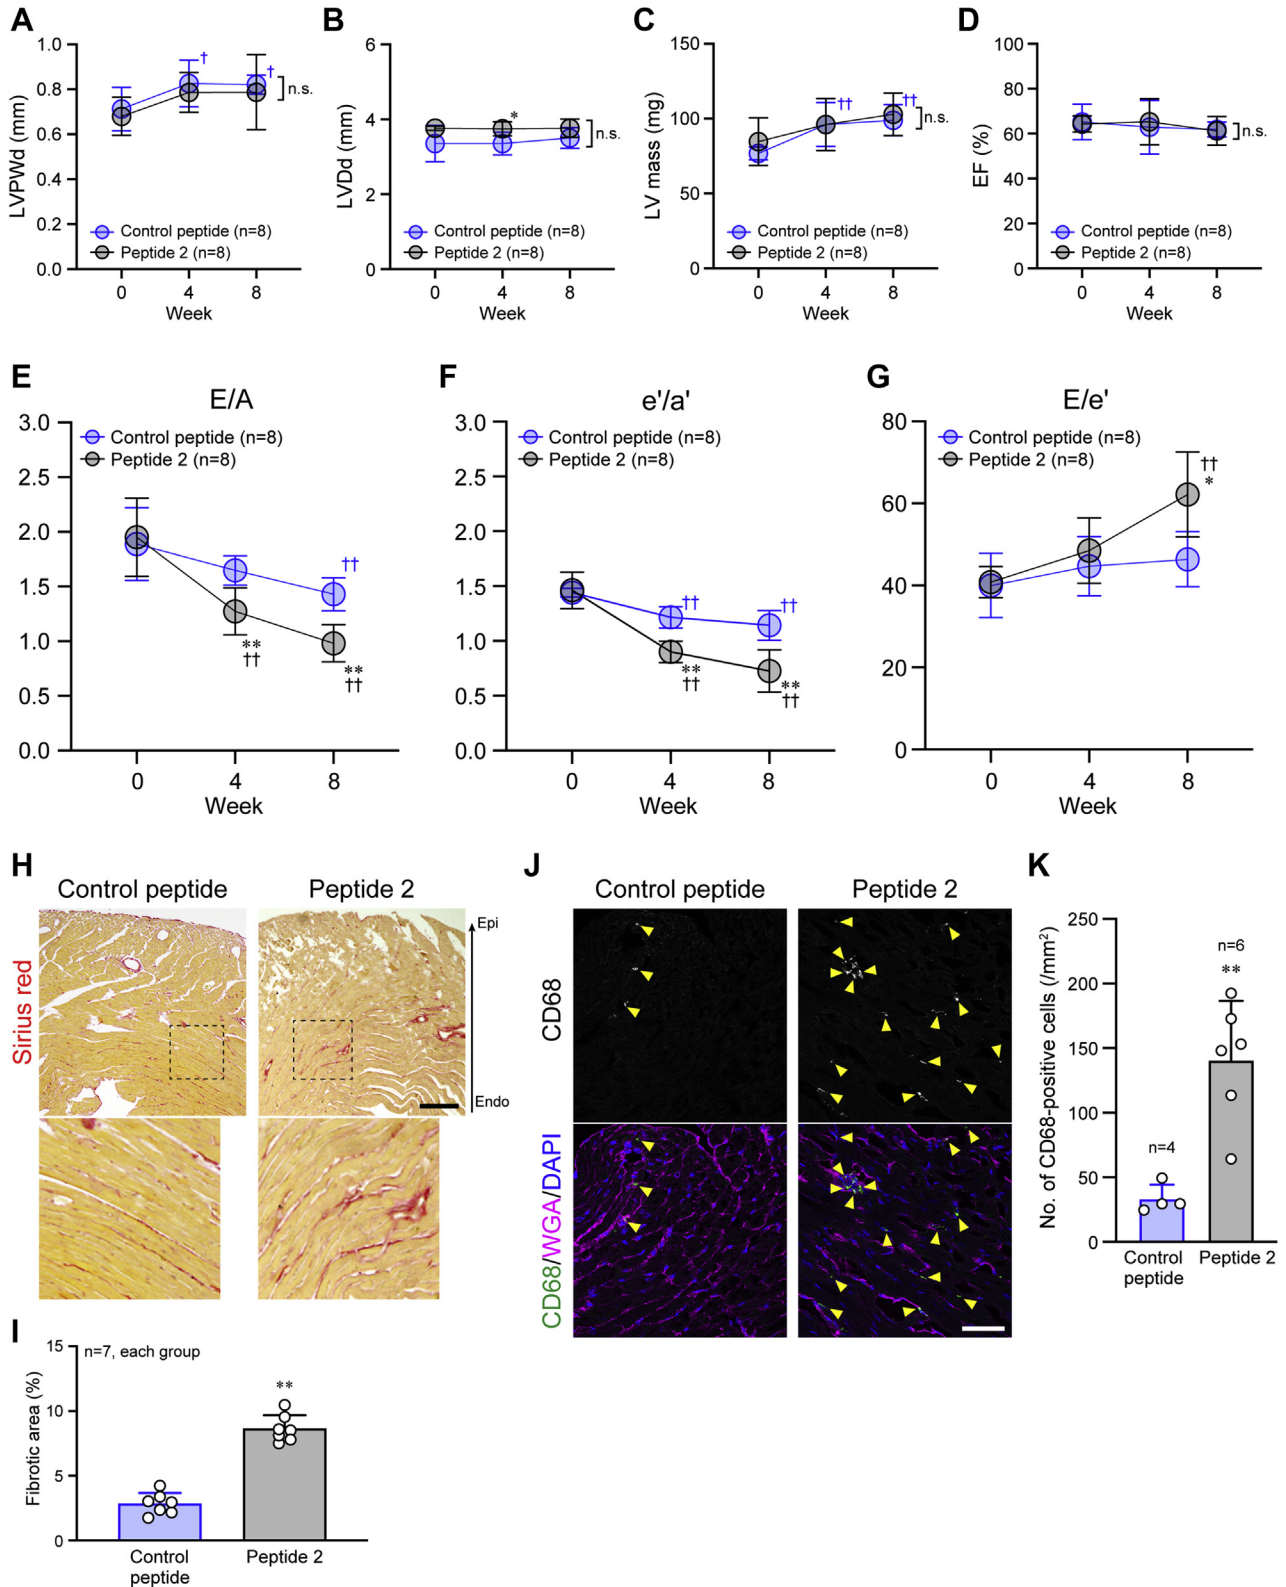 A
B
C
D
1.0
0.8
0.6
0.4
0.2
0.0
LVPWd (mm)
†
†
n.s.
Control peptide (n=8)
Peptide 2 (n=8)
0 4 8
Week
6
4
2
0
LVDd (mm)
*
n.s.
Control peptide (n=8)
Peptide 2 (n=8)
0 4 8
Week
150
100
50
0
LV mass (mg)
††
††
n.s.
Control peptide (n=8)
Peptide 2 (n=8)
0 4 8
Week
100
80
60
40
20
0
EF (%)
n.s.
Control peptide (n=8)
Peptide 2 (n=8)
0 4 8
Week
E
E/A
3.0
2.5
2.0
1.5
1.0
0.5
0.0
Control peptide (n=8)
Peptide 2 (n=8)
††
**
††
**
††
0 4 8
Week
F
e'/a'
3.0
2.5
2.0
1.5
1.0
0.5
0.0
Control peptide (n=8)
Peptide 2 (n=8)
††
††
**
††
**
††
0 4 8
Week
G
E/e'
80
60
40
20
0
Control peptide (n=8)
Peptide 2 (n=8)
††
*
0 4 8
Week
H
Control peptide
Peptide 2
Sirius red
Epi
Endo
J
Control peptide
Peptide 2
CD68
CD68/WGA/DAPI
K
No. of CD68-positive cells (/mm²)
250
200
150
100
50
0
n=4
n=6
**
Control
peptide
Peptide 2
I
Fibrotic area (%)
15
10
5
0
n=7, each group
**
Control
peptide
Peptide 2